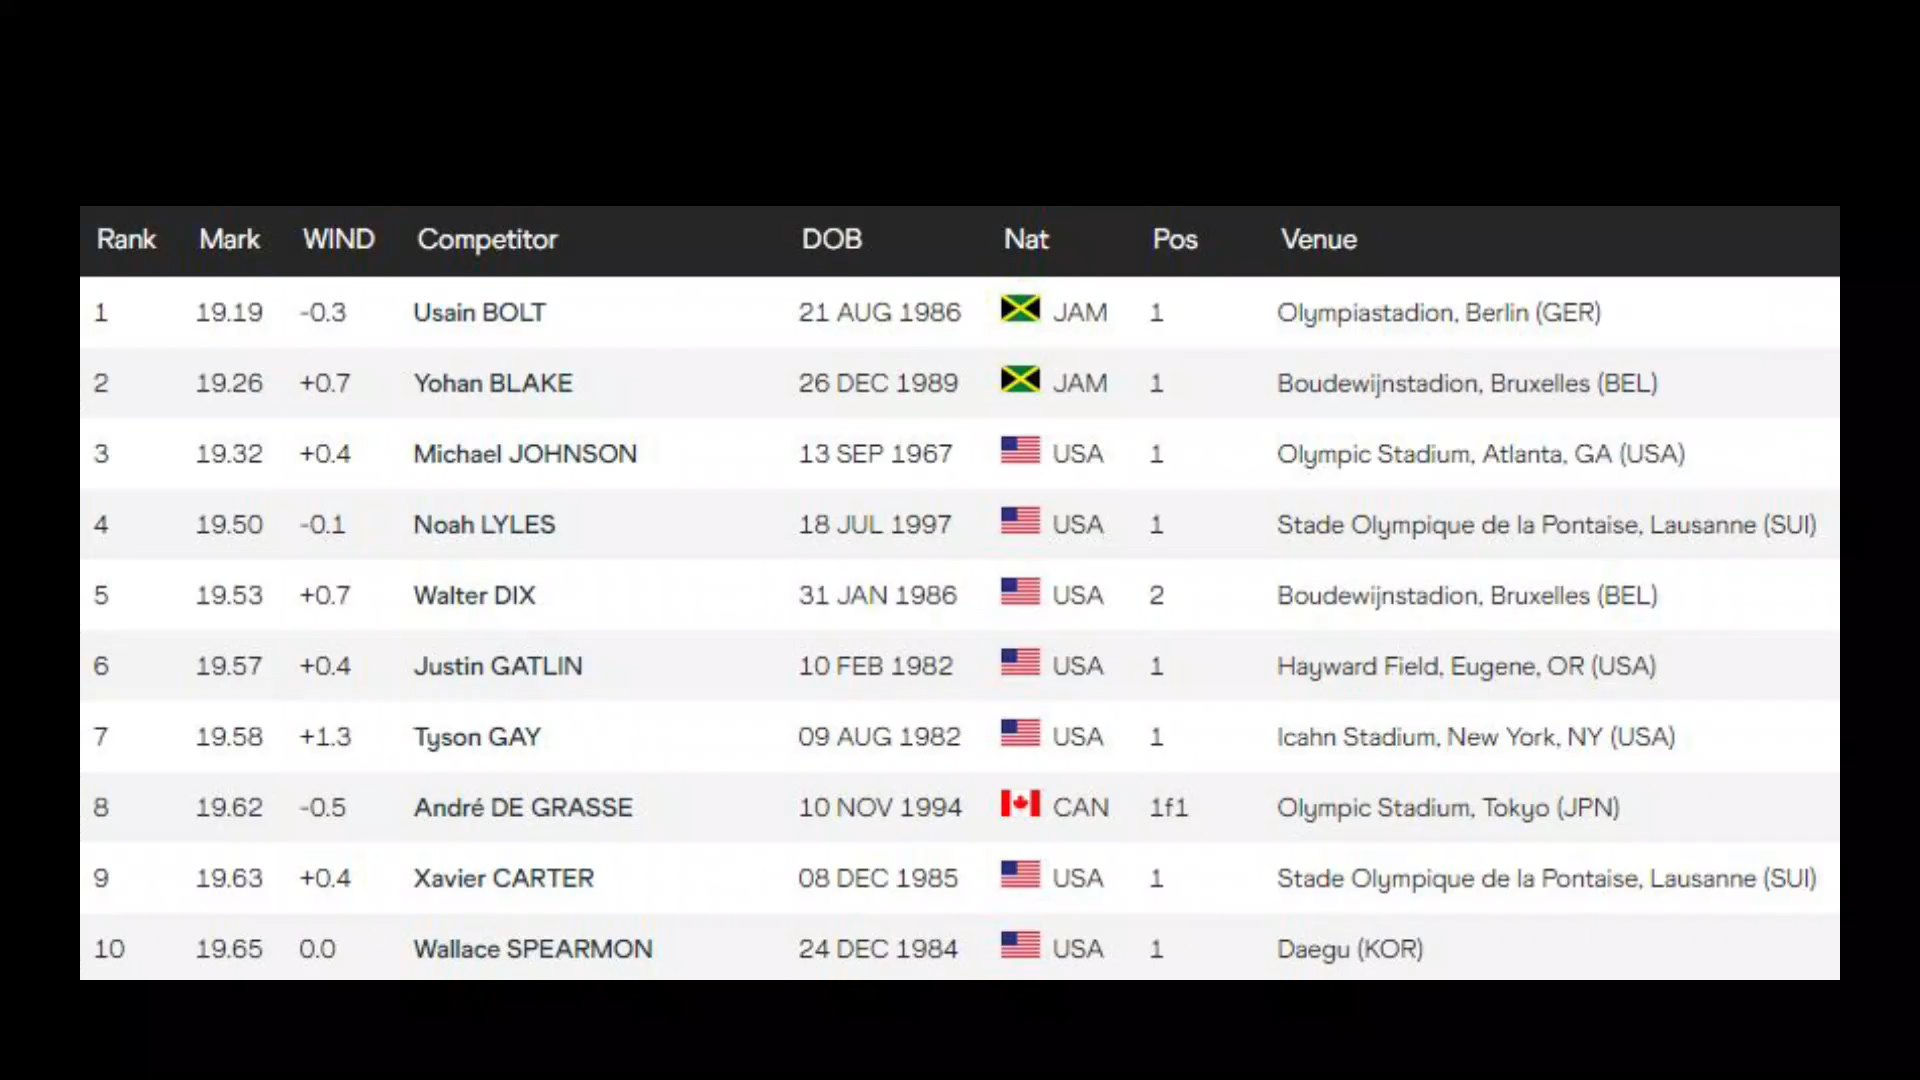 Rank Mark WIND Competitor DOB Nat Pos Venue
1 19.19 -0.3 Usain BOLT 21 AUG 1986 JAM 1 Olympiastadion, Berlin (GER)
2 19.26 +0.7 Yohan BLAKE 26 DEC 1989 JAM 1 Boudewijnstadion, Bruxelles (BEL)
3 19.32 +0.4 Michael JOHNSON 13 SEP 1967 USA 1 Olympic Stadium, Atlanta, GA (USA)
4 19.50 -0.1 Noah LYLES 18 JUL 1997 USA 1 Stade Olympique de la Pontaise, Lausanne (SUI)
5 19.53 +0.7 Walter DIX 31 JAN 1986 USA 2 Boudewijnstadion, Bruxelles (BEL)
6 19.57 +0.4 Justin GATLIN 10 FEB 1982 USA 1 Hayward Field, Eugene, OR (USA)
7 19.58 +1.3 Tyson GAY 09 AUG 1982 USA 1 Icahn Stadium, New York, NY (USA)
8 19.62 -0.5 André DE GRASSE 10 NOV 1994 CAN 1f1 Olympic Stadium, Tokyo (JPN)
9 19.63 +0.4 Xavier CARTER 08 DEC 1985 USA 1 Stade Olympique de la Pontaise, Lausanne (SUI)
10 19.65 0.0 Wallace SPEARMON 24 DEC 1984 USA 1 Daegu (KOR)